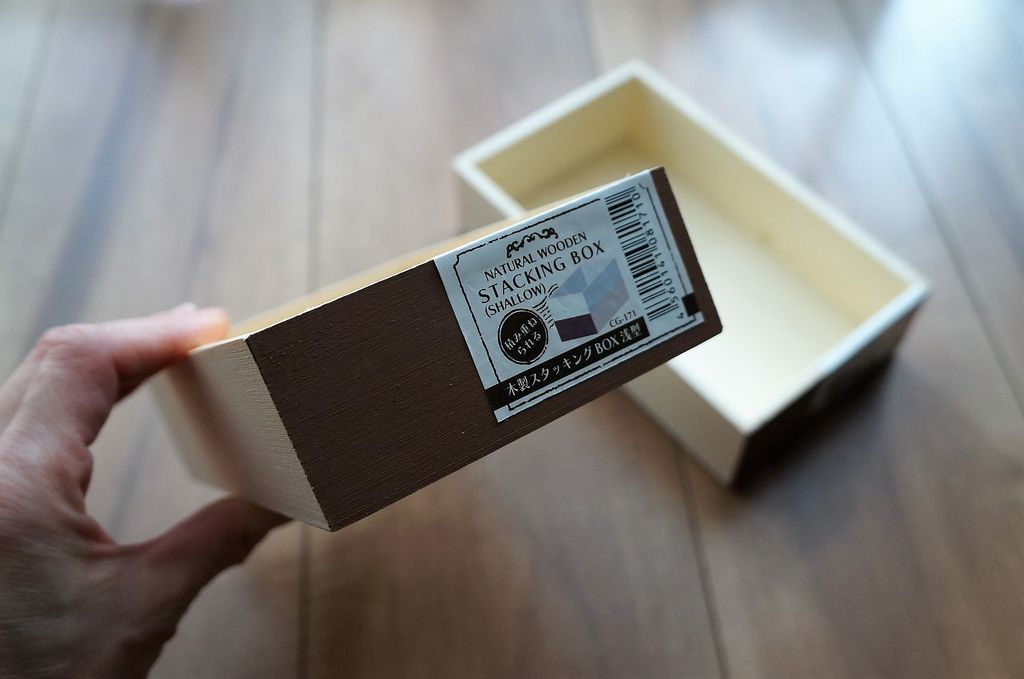 NATURAL WOODEN
STACKING BOX
(SHALLOW)
積み重ね
られる
CG-171
木製スタッキングBOX 浅型
4560147081710